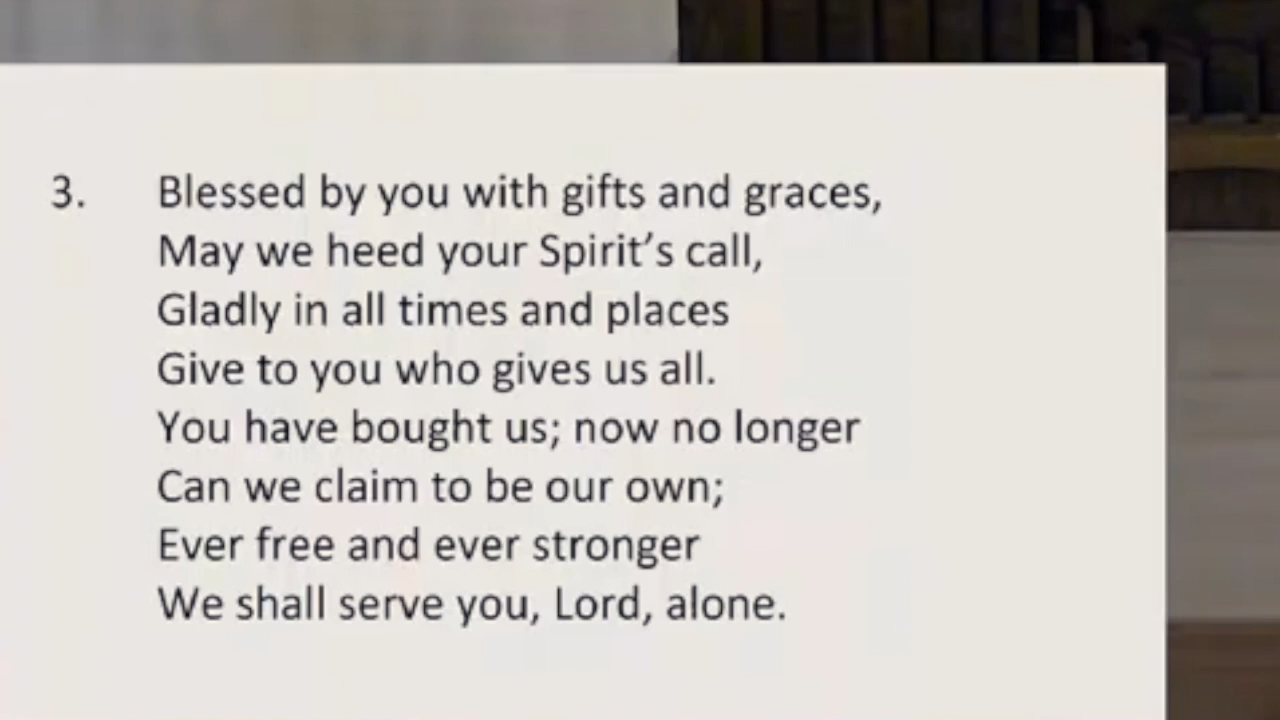 3. Blessed by you with gifts and graces,
May we heed your Spirit's call,
Gladly in all times and places
Give to you who gives us all.
You have bought us; now no longer
Can we claim to be our own;
Ever free and ever stronger
We shall serve you, Lord, alone.